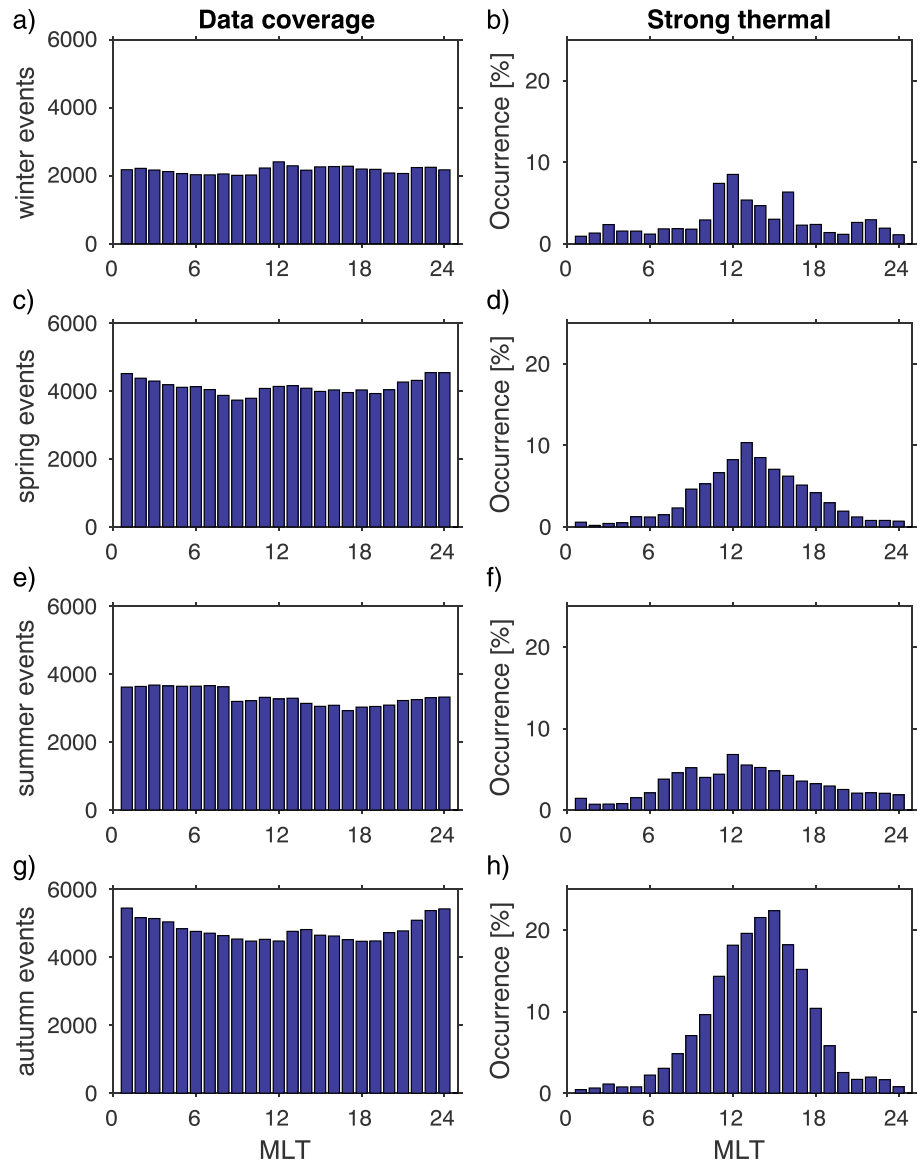 a) Data coverage
b) Strong thermal
winter events
6000
4000
2000
0
0 6 12 18 24
Occurrence [%]
20
10
0
0 6 12 18 24
c)
spring events
6000
4000
2000
0
0 6 12 18 24
d)
Occurrence [%]
20
10
0
0 6 12 18 24
e)
summer events
6000
4000
2000
0
0 6 12 18 24
f)
Occurrence [%]
20
10
0
0 6 12 18 24
g)
autumn events
6000
4000
2000
0
0 6 12 18 24
MLT
h)
Occurrence [%]
20
10
0
0 6 12 18 24
MLT